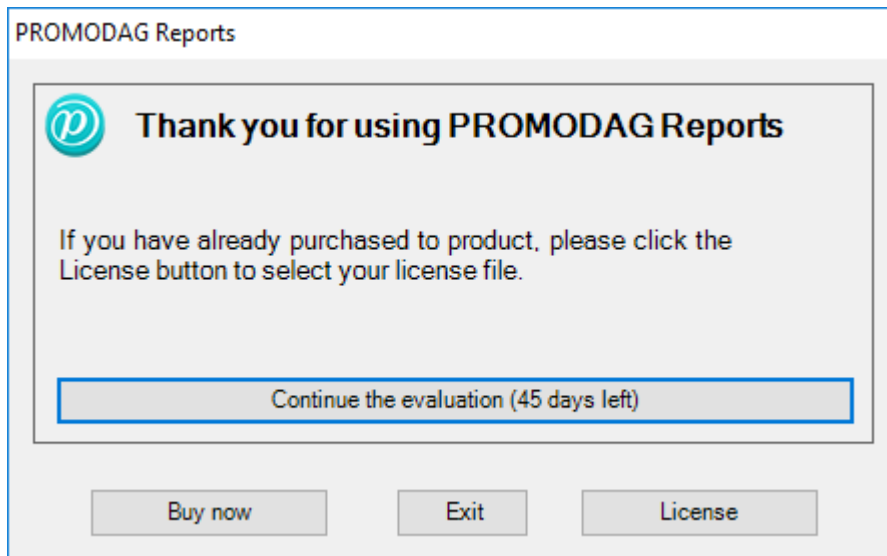 PROMODAG Reports
Thank you for using PROMODAG Reports
If you have already purchased to product, please click the
License button to select your license file.
Continue the evaluation (45 days left)
Buy now
Exit
License